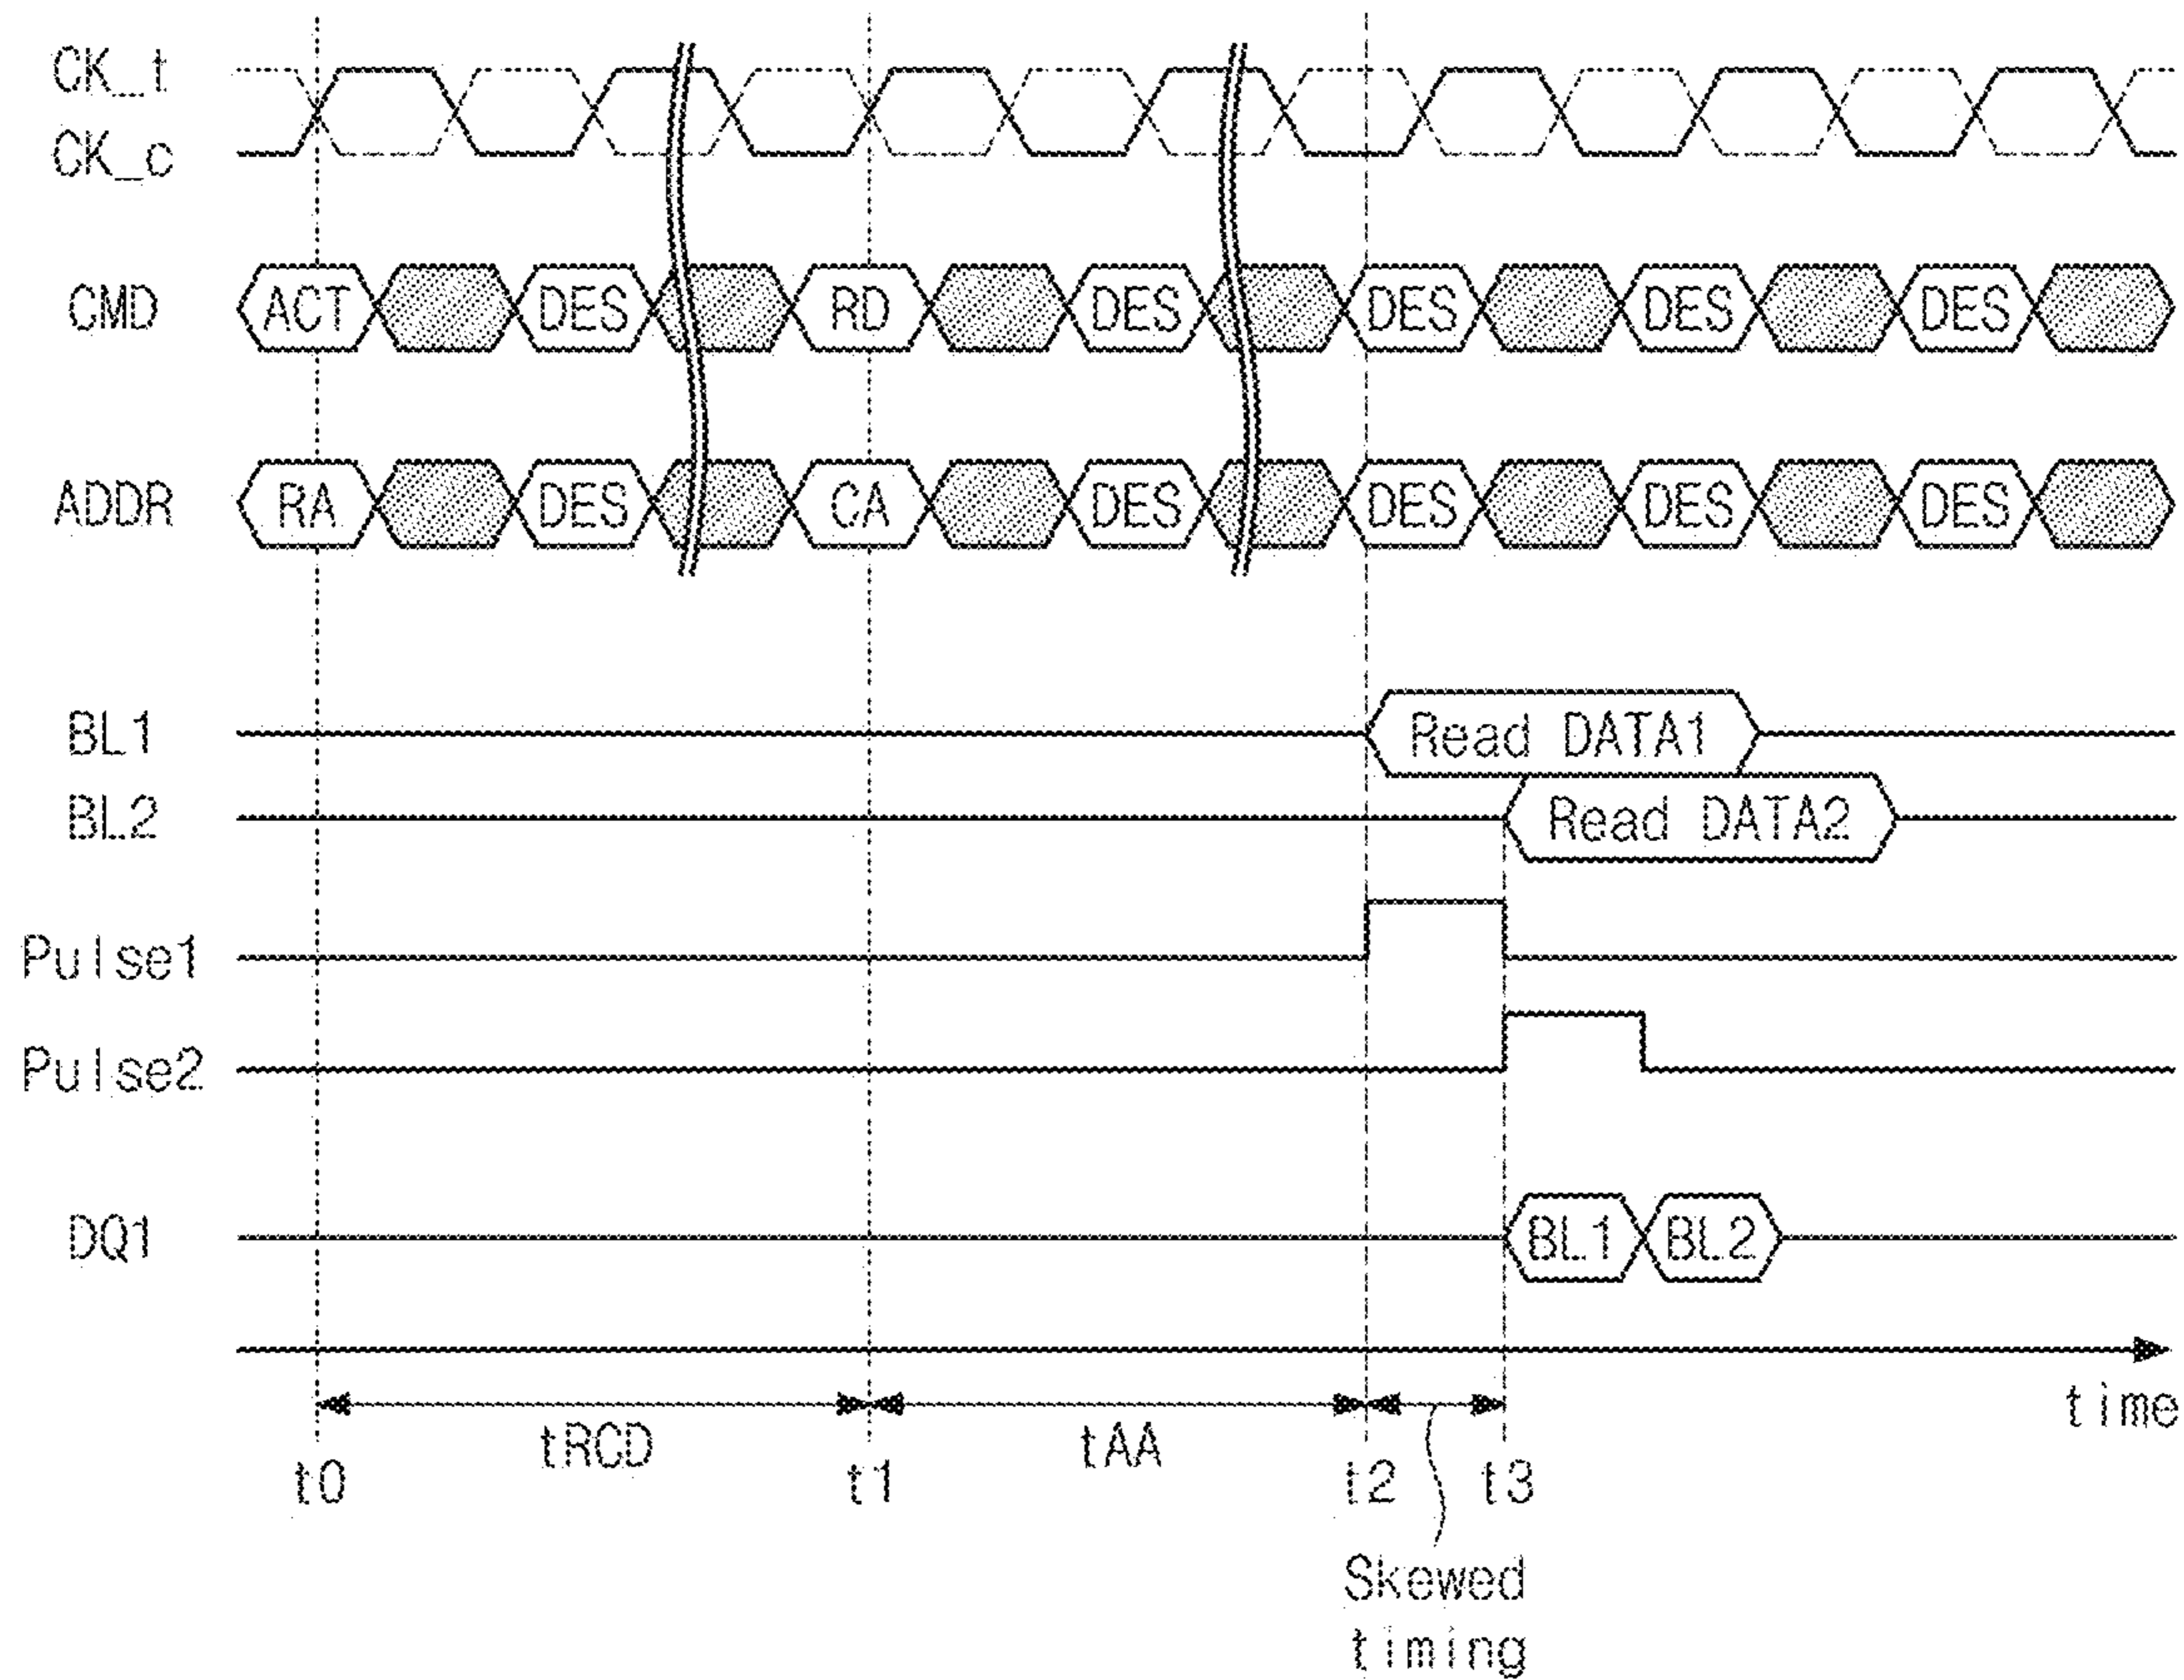 CK_t
CK_c
CMD ACT DES RD DES DES DES DES
ADDR RA DES CA DES DES DES DES
BL1 Read DATA1
BL2 Read DATA2
Pulse1
Pulse2
DQ1 BL1 BL2
time
tRCD tAA
t0 t1 t2 t3
Skewed
timing